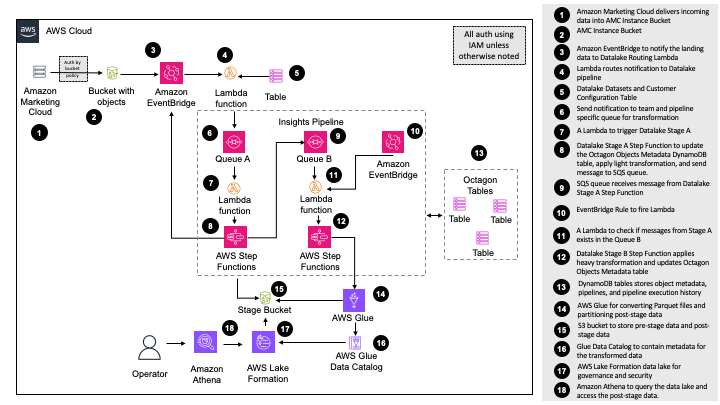 aws
AWS Cloud
All auth using
IAM unless
otherwise noted
Auth by
bucket
policy
3
4
5
Amazon
Marketing
Cloud
Bucket with
objects
Amazon
EventBridge
Lambda
function
Table
1
2
Insights Pipeline
6
9
10
13
Queue A
Queue B
Amazon
EventBridge
Octagon
Tables
7
11
Lambda
function
Lambda
function
Table
Table
8
12
Table
AWS Step
Functions
AWS Step
Functions
15
14
Stage Bucket
AWS Glue
18
17
16
Operator
Amazon
Athena
AWS Lake
Formation
AWS Glue
Data Catalog
1 Amazon Marketing Cloud delivers incoming
data into AMC Instance Bucket
2 AMC Instance Bucket
3 Amazon EventBridge to notify the landing
data to Datalake Routing Lambda
4 Lambda routes notification to Datalake
pipeline
5 Datalake Datasets and Customer
Configuration Table
6 Send notification to team and pipeline
specific queue for transformation
7 A Lambda to trigger Datalake Stage A
8 Datalake Stage A Step Function to update
the Octagon Objects Metadata DynamoDB
table, apply light transformation, and send
message to SQS queue.
9 SQS queue receives message from Datalake
Stage A Step Function
10 EventBridge Rule to fire Lambda
11 A Lambda to check if messages from Stage A
exists in the Queue B
12 Datalake Stage B Step Function applies
heavy transformation and updates Octagon
Objects Metadata table
13 DynamoDB tables stores object metadata,
pipelines, and pipeline execution history
14 AWS Glue for converting Parquet files and
partitioning post-stage data
15 S3 bucket to store pre-stage data and post-
stage data
16 Glue Data Catalog to contain metadata for
the transformed data
17 AWS Lake Formation data lake for
governance and security
18 Amazon Athena to query the data lake and
access the post-stage data.